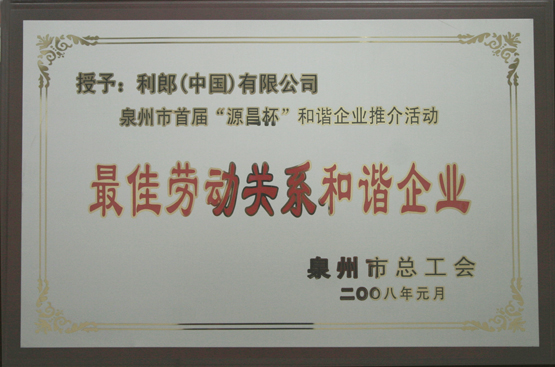 授予：利郎(中国)有限公司
泉州市首届“源昌杯”和谐企业推介活动
最佳劳动关系和谐企业
泉州市总工会
二〇〇八年元月